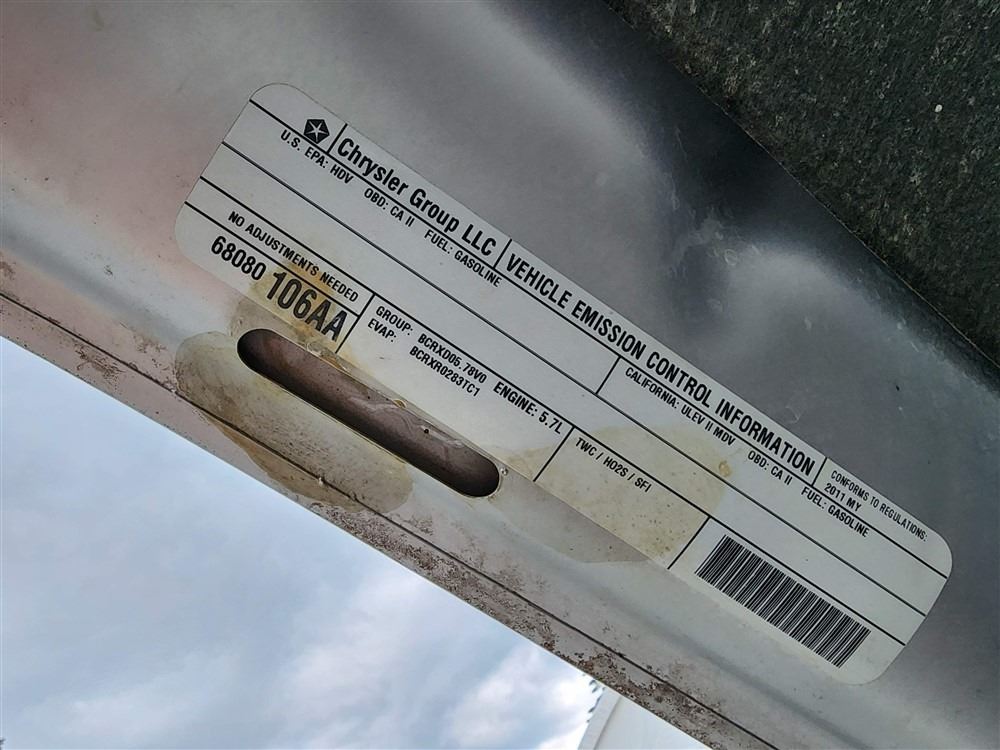 Chrysler Group LLC
VEHICLE EMISSION CONTROL INFORMATION
CONFORMS TO REGULATIONS:
2011 MY
U.S. EPA: HDV OBD: CA II FUEL: GASOLINE
CALIFORNIA: ULEV II MDV OBD: CA II FUEL: GASOLINE
NO ADJUSTMENTS NEEDED
68080 106AA
GROUP: BCRXD05.78V0 ENGINE: 5.7L
EVAP: BCRXR0283TC1
TWC / HO2S / SFI